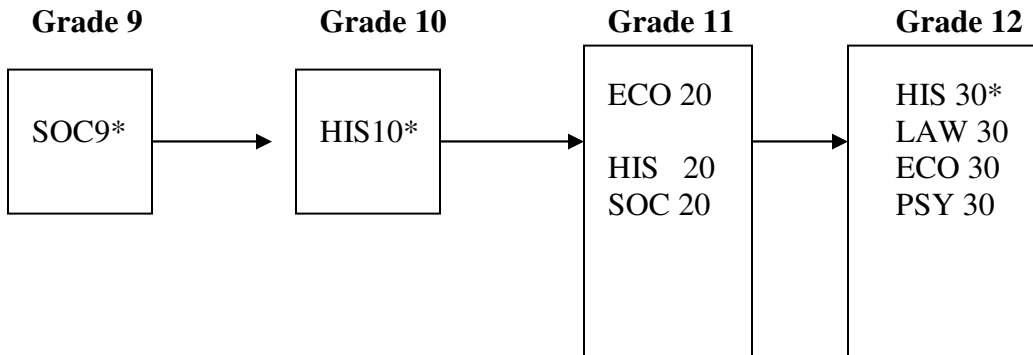 Grade 9 Grade 10 Grade 11 Grade 12
ECO 20 HIS 30*
SOC9* HIS10* LAW 30
HIS 20 ECO 30
SOC 20 PSY 30